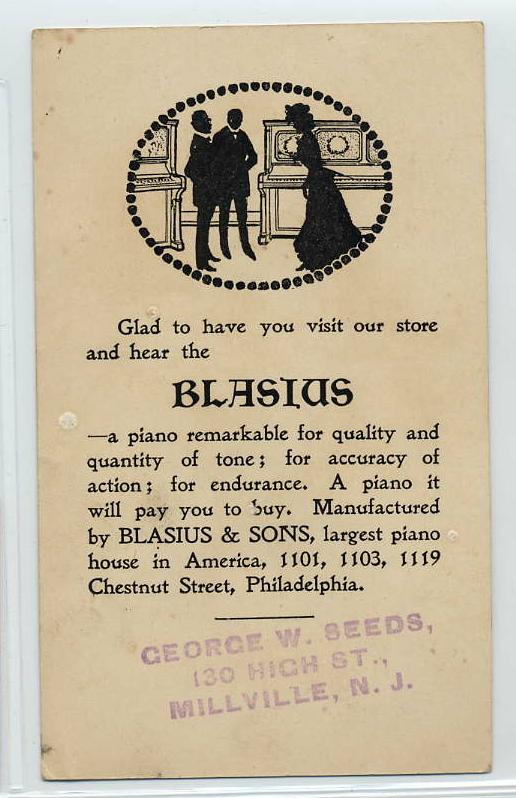 Glad to have you visit our store
and hear the
BLASIUS
—a piano remarkable for quality and
quantity of tone; for accuracy of
action; for endurance. A piano it
will pay you to buy. Manufactured
by BLASIUS & SONS, largest piano
house in America, 1101, 1103, 1119
Chestnut Street, Philadelphia.
GEORGE W. SEEDS,
130 HIGH ST.,
MILLVILLE, N. J.